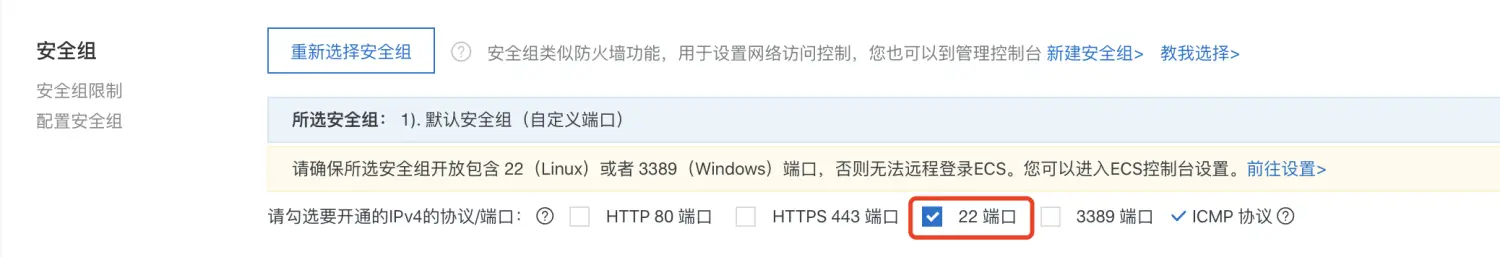 安全组
重新选择安全组 ? 安全组类似防火墙功能，用于设置网络访问控制，您也可以到管理控制台 新建安全组> 教我选择>
安全组限制
配置安全组
所选安全组： 1). 默认安全组（自定义端口）
请确保所选安全组开放包含 22（Linux）或者 3389（Windows）端口，否则无法远程登录ECS。您可以进入ECS控制台设置。前往设置>
请勾选要开通的IPv4的协议/端口： ? HTTP 80 端口 HTTPS 443 端口 22 端口 3389 端口 ICMP 协议 ?